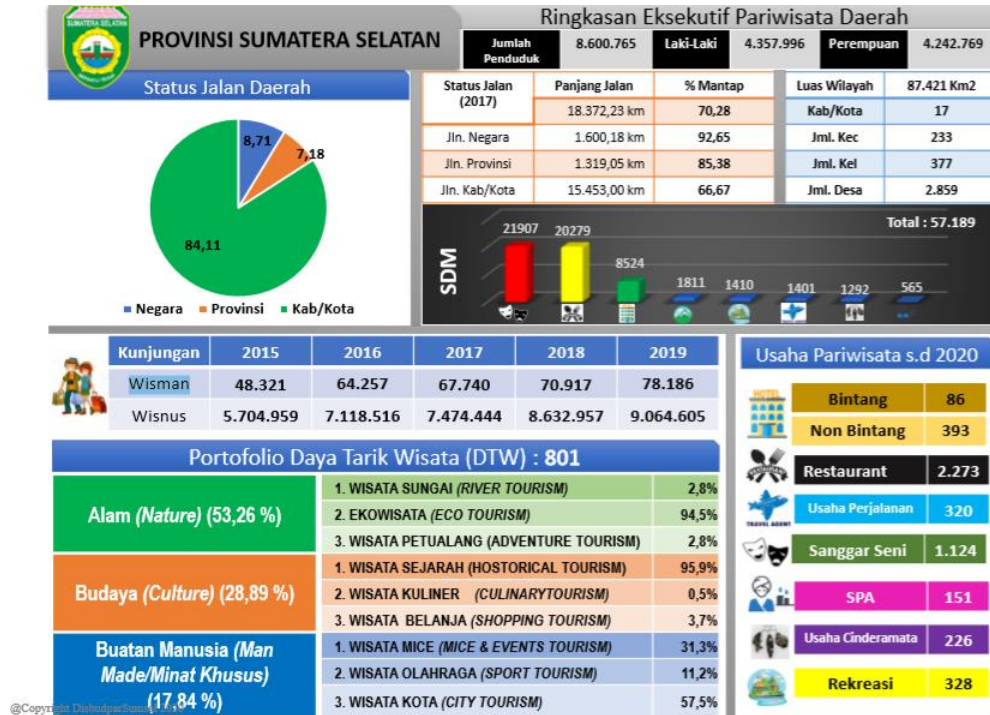 SUMATERA SELATAN
PROVINSI SUMATERA SELATAN
Ringkasan Eksekutif Pariwisata Daerah
Jumlah Penduduk 8.600.765 Laki-Laki 4.357.996 Perempuan 4.242.769
Status Jalan Daerah
8,71
7,18
84,11
Negara Provinsi Kab/Kota
Status Jalan (2017) Panjang Jalan % Mantap
18.372,23 km 70,28
Jln. Negara 1.600,18 km 92,65
Jln. Provinsi 1.319,05 km 85,38
Jln. Kab/Kota 15.453,00 km 66,67
Luas Wilayah 87.421 Km2
Kab/Kota 17
Jml. Kec 233
Jml. Kel 377
Jml. Desa 2.859
SDM
Total : 57.189
21907 20279 8524 1811 1410 1401 1292 565
Kunjungan 2015 2016 2017 2018 2019
Wisman 48.321 64.257 67.740 70.917 78.186
Wisnus 5.704.959 7.118.516 7.474.444 8.632.957 9.064.605
Portofolio Daya Tarik Wisata (DTW) : 801
Alam (Nature) (53,26 %)
1. WISATA SUNGAI (RIVER TOURISM) 2,8%
2. EKOWISATA (ECO TOURISM) 94,5%
3. WISATA PETUALANG (ADVENTURE TOURISM) 2,8%
Budaya (Culture) (28,89 %)
1. WISATA SEJARAH (HOSTORICAL TOURISM) 95,9%
2. WISATA KULINER (CULINARYTOURISM) 0,5%
3. WISATA BELANJA (SHOPPING TOURISM) 3,7%
Buatan Manusia (Man
Made/Minat Khusus)
(17,84 %)
1. WISATA MICE (MICE & EVENTS TOURISM) 31,3%
2. WISATA OLAHRAGA (SPORT TOURISM) 11,2%
3. WISATA KOTA (CITY TOURISM) 57,5%
Usaha Pariwisata s.d 2020
HOTEL
Bintang 86
Non Bintang 393
RESTAURANT
Restaurant 2.273
TRAVEL AGENT
Usaha Perjalanan 320
Sanggar Seni 1.124
SPA 151
Usaha Cinderamata 226
Rekreasi 328
@Copyright DisbudparSumsel